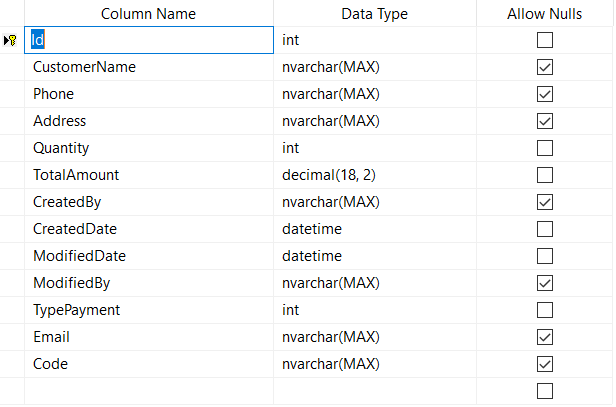 Column Name Data Type Allow Nulls
Id int
CustomerName nvarchar(MAX)
Phone nvarchar(MAX)
Address nvarchar(MAX)
Quantity int
TotalAmount decimal(18, 2)
CreatedBy nvarchar(MAX)
CreatedDate datetime
ModifiedDate datetime
ModifiedBy nvarchar(MAX)
TypePayment int
Email nvarchar(MAX)
Code nvarchar(MAX)